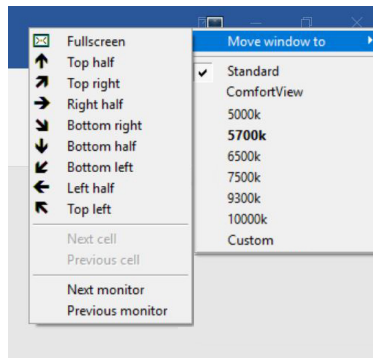 Move window to
Standard
ComfortView
5000k
5700k
6500k
7500k
9300k
10000k
Custom
Fullscreen
Top half
Top right
Right half
Bottom right
Bottom half
Bottom left
Left half
Top left
Next cell
Previous cell
Next monitor
Previous monitor